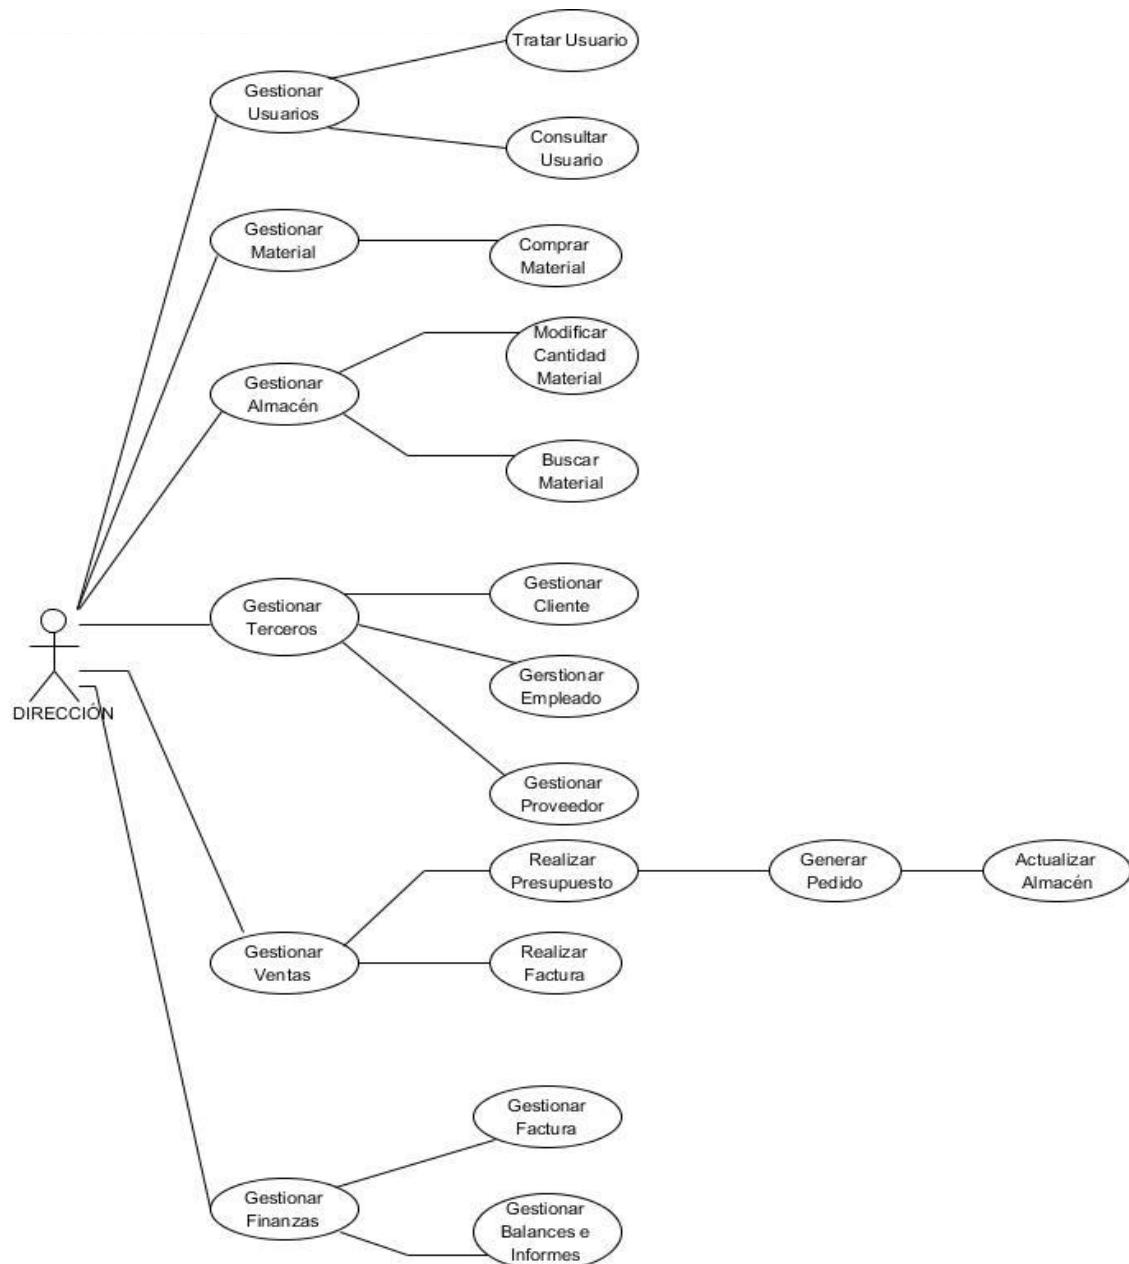 Tratar Usuario
Gestionar
Usuarios
Consultar
Usuario
Gestionar
Material
Comprar
Material
Modificar
Cantidad
Material
Gestionar
Almacén
Buscar
Material
Gestionar
Cliente
Gestionar
Terceros
Gerstionar
Empleado
DIRECCIÓN
Gestionar
Proveedor
Realizar
Presupuesto
Generar
Pedido
Actualizar
Almacén
Gestionar
Ventas
Realizar
Factura
Gestionar
Factura
Gestionar
Finanzas
Gestionar
Balances e
Informes